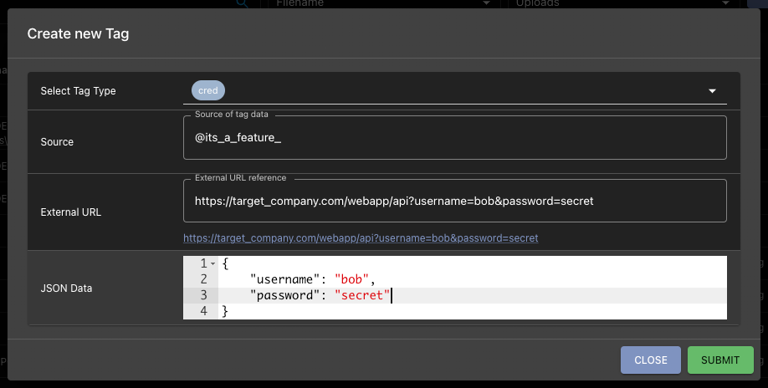 Filename
Uploads
Create new Tag
Select Tag Type
cred
Source of tag data
Source
@its_a_feature_
External URL reference
External URL
https://target_company.com/webapp/api?username=bob&password=secret
https://target_company.com/webapp/api?username=bob&password=secret
JSON Data
1 {
2 "username": "bob",
3 "password": "secret"
4 }
CLOSE
SUBMIT